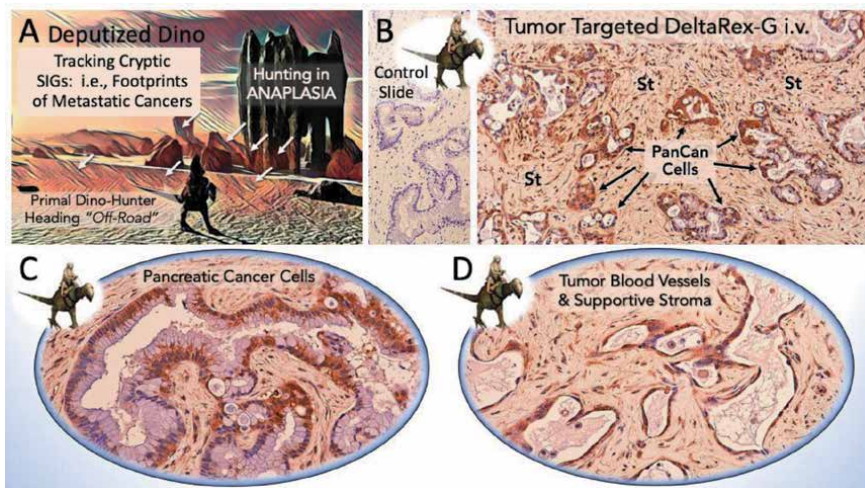 A Deputized Dino
Tracking Cryptic
SIGs: i.e., Footprints
of Metastatic Cancers
Hunting in
ANAPLASIA
Primal Dino-Hunter
Heading "Off-Road"
B
Control
Slide
Tumor Targeted DeltaRex-G i.v.
St
St
PanCan
Cells
St
C
Pancreatic Cancer Cells
D
Tumor Blood Vessels
& Supportive Stroma